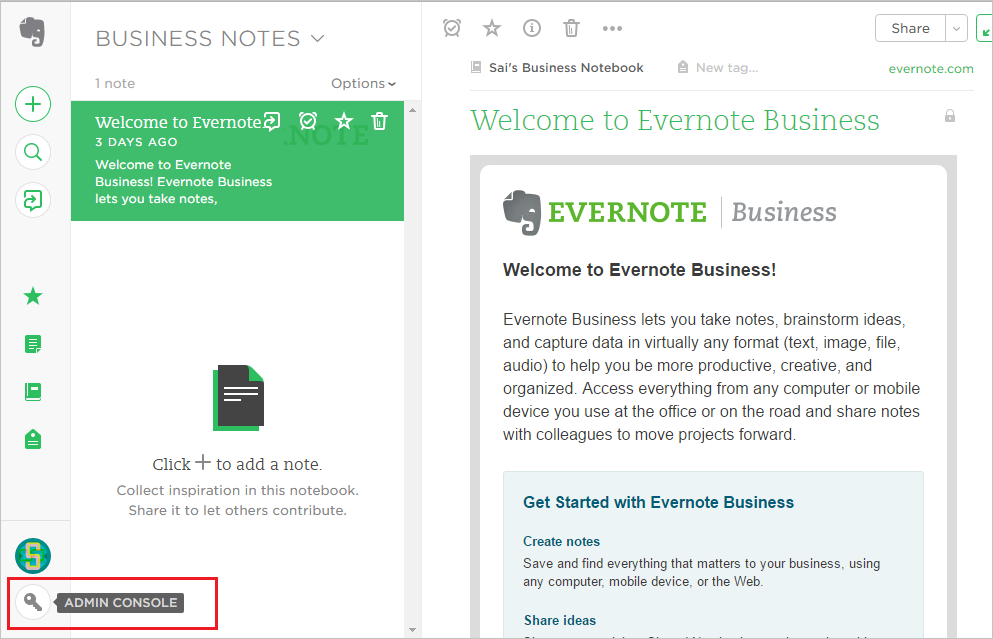 BUSINESS NOTES
1 note
Options
Welcome to Evernote
.NOTE
3 DAYS AGO
Welcome to Evernote
Business! Evernote Business
lets you take notes,
Click + to add a note.
Collect inspiration in this notebook.
Share it to let others contribute.
S
ADMIN CONSOLE
Share
Sai's Business Notebook
New tag...
evernote.com
Welcome to Evernote Business
EVERNOTE | Business
Welcome to Evernote Business!
Evernote Business lets you take notes, brainstorm ideas,
and capture data in virtually any format (text, image, file,
audio) to help you be more productive, creative, and
organized. Access everything from any computer or mobile
device you use at the office or on the road and share notes
with colleagues to move projects forward.
Get Started with Evernote Business
Create notes
Save and find everything that matters to your business, using
any computer, mobile device, or the Web.
Share ideas